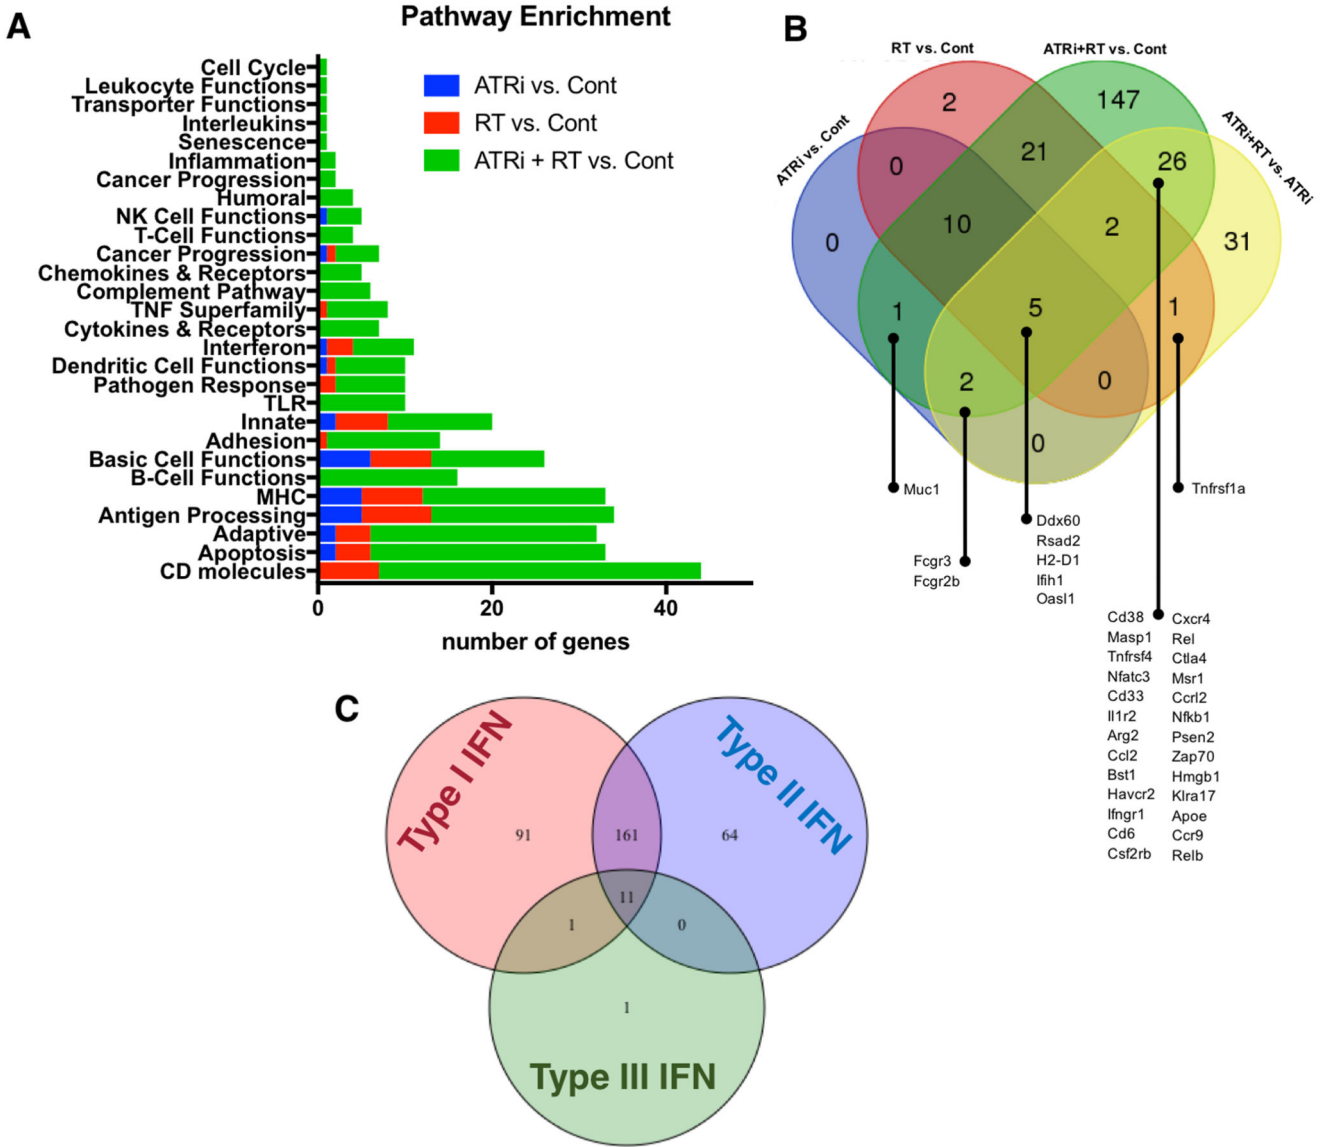 A
Pathway Enrichment
Cell Cycle
Leukocyte Functions
Transporter Functions
Interleukins
Senescence
Inflammation
Cancer Progression
Humoral
NK Cell Functions
T-Cell Functions
Cancer Progression
Chemokines & Receptors
Complement Pathway
TNF Superfamily
Cytokines & Receptors
Interferon
Dendritic Cell Functions
Pathogen Response
TLR
Innate
Adhesion
Basic Cell Functions
B-Cell Functions
MHC
Antigen Processing
Adaptive
Apoptosis
CD molecules
ATRi vs. Cont
RT vs. Cont
ATRi + RT vs. Cont
0 20 40
number of genes
B
ATRi vs. Cont
RT vs. Cont
ATRi+RT vs. Cont
ATRi+RT vs. ATRi
2
147
0
21
26
0
10
2
31
1
5
1
2
0
0
Muc1
Fcgr3
Fcgr2b
Ddx60
Rsad2
H2-D1
Ifih1
Oasl1
Tnfrsf1a
Cd38 Cxcr4
Masp1 Rel
Tnfrsf4 Ctla4
Nfatc3 Msr1
Cd33 Ccrl2
Il1r2 Nfkb1
Arg2 Psen2
Ccl2 Zap70
Bst1 Hmgb1
Havcr2 Klra17
Ifngr1 Apoe
Cd6 Ccr9
Csf2rb Relb
C
Type I IFN
Type II IFN
91
161
64
11
1
0
1
Type III IFN